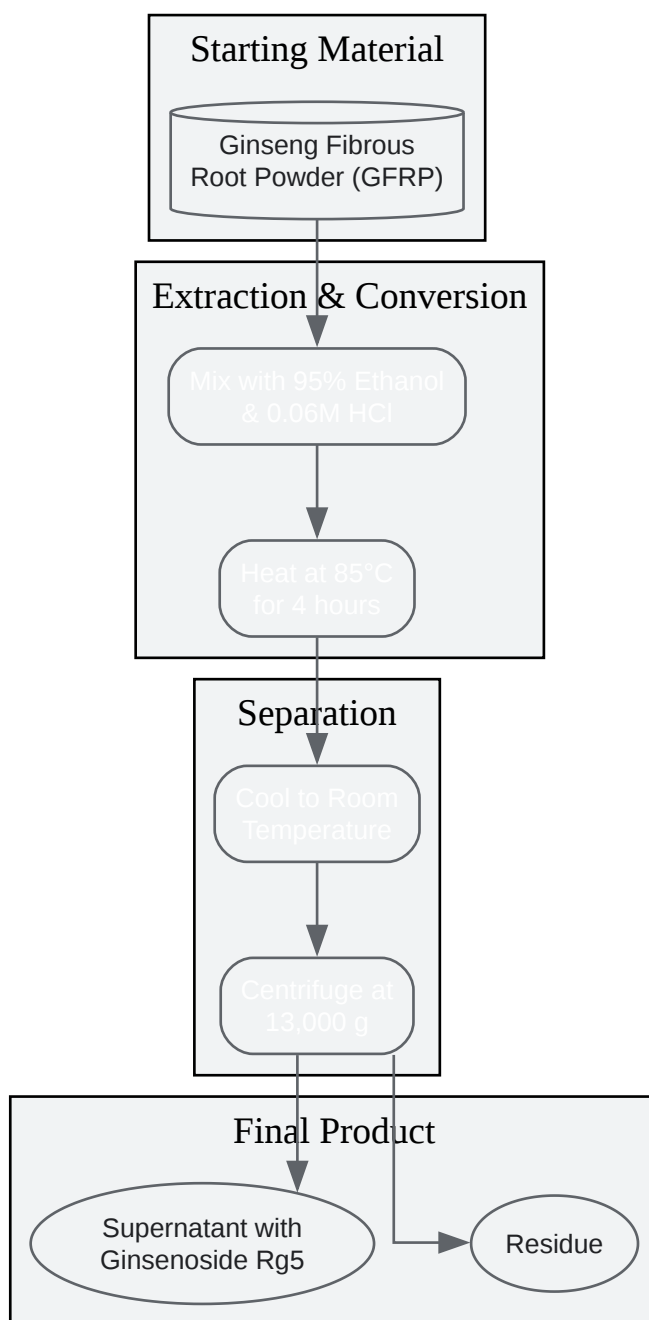 Starting Material
Ginseng Fibrous
Root Powder (GFRP)
Extraction & Conversion
Mix with 95% Ethanol
& 0.06M HCl
Heat at 85°C
for 4 hours
Separation
Cool to Room
Temperature
Centrifuge at
13,000 g
Final Product
Supernatant with
Ginsenoside Rg5
Residue